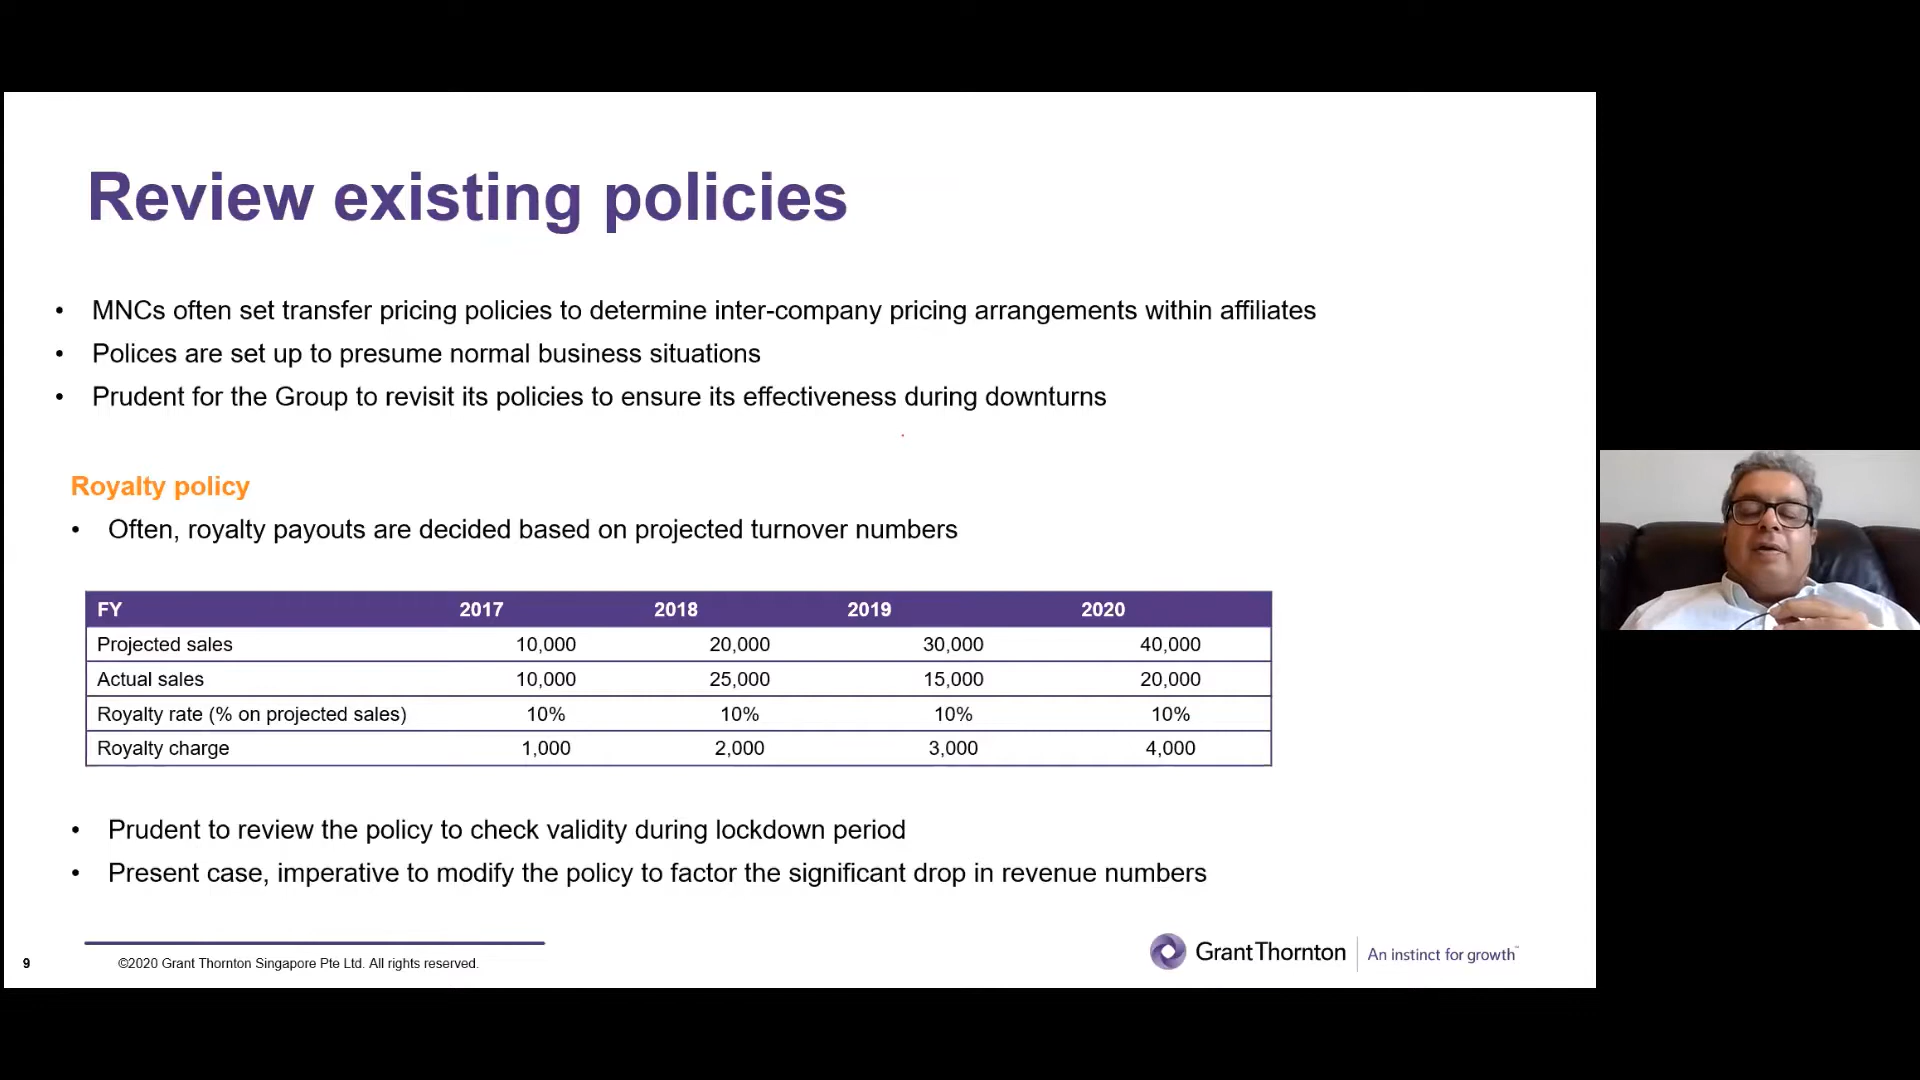 Review existing policies
• MNCs often set transfer pricing policies to determine inter-company pricing arrangements within affiliates
• Polices are set up to presume normal business situations
• Prudent for the Group to revisit its policies to ensure its effectiveness during downturns
Royalty policy
• Often, royalty payouts are decided based on projected turnover numbers
FY 2017 2018 2019 2020
Projected sales 10,000 20,000 30,000 40,000
Actual sales 10,000 25,000 15,000 20,000
Royalty rate (% on projected sales) 10% 10% 10% 10%
Royalty charge 1,000 2,000 3,000 4,000
• Prudent to review the policy to check validity during lockdown period
• Present case, imperative to modify the policy to factor the significant drop in revenue numbers
9 ©2020 Grant Thornton Singapore Pte Ltd. All rights reserved.
GrantThornton An instinct for growth™